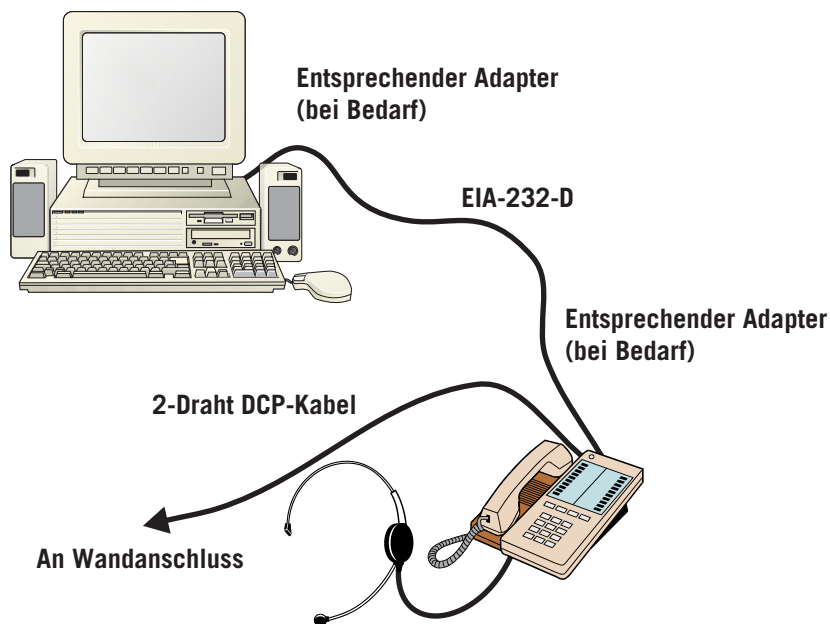 Entsprechender Adapter
(bei Bedarf)
EIA-232-D
Entsprechender Adapter
(bei Bedarf)
2-Draht DCP-Kabel
An Wandanschluss